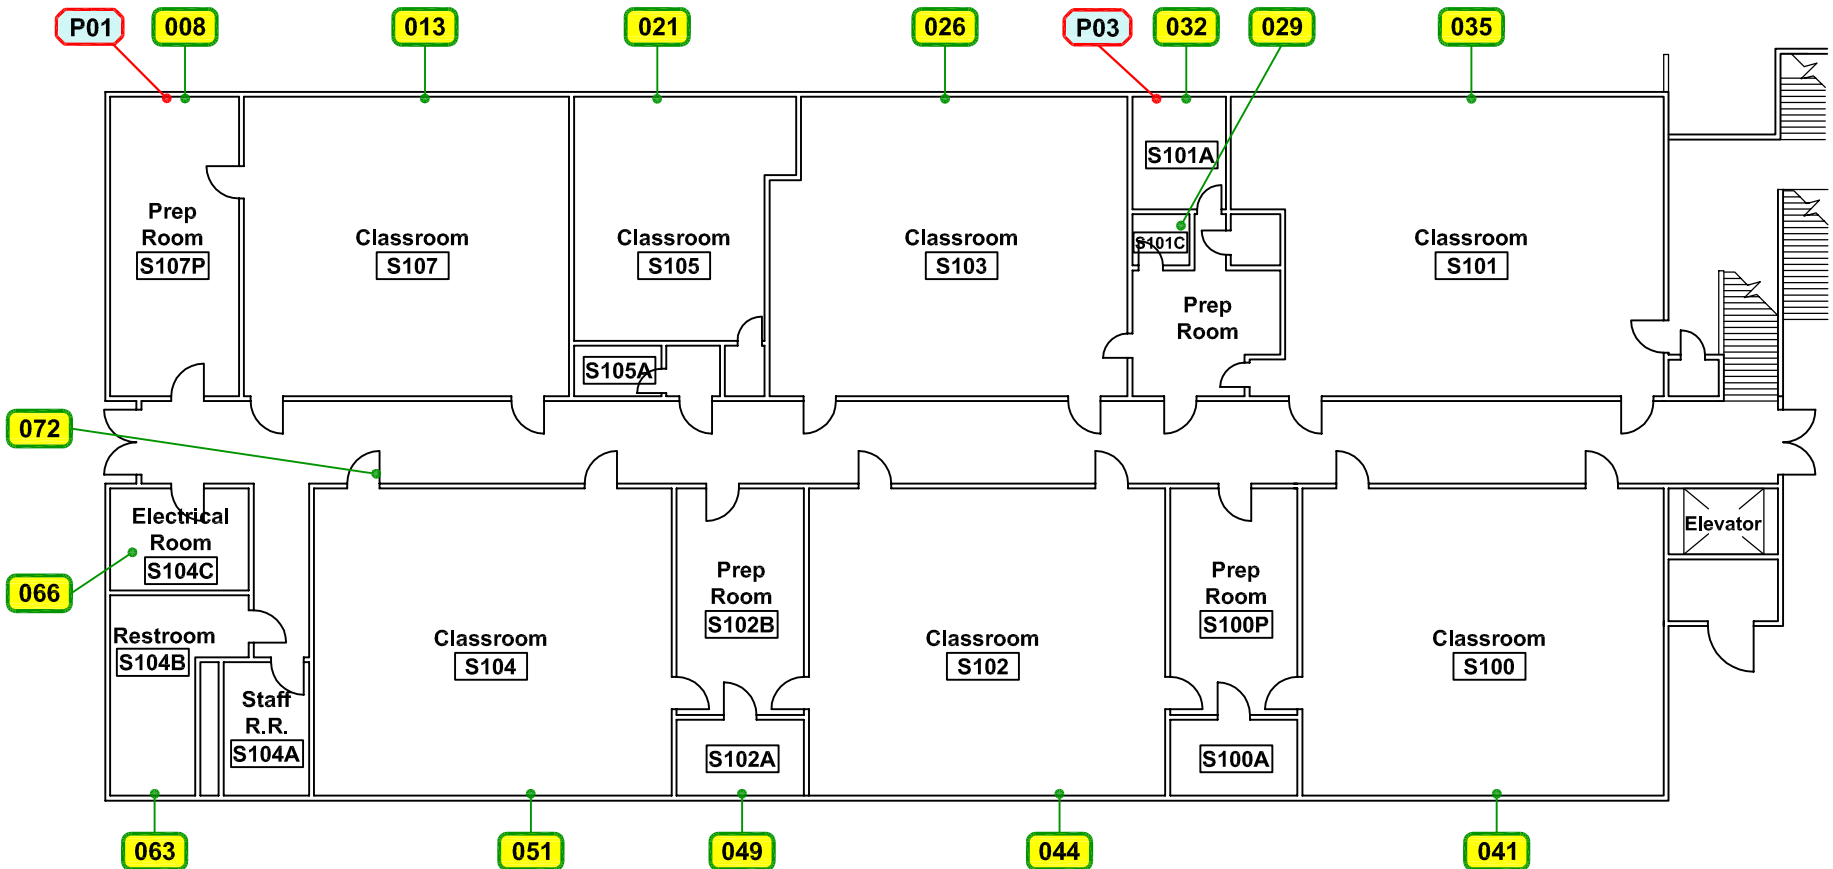 P01
008
013
021
026
P03
032
029
035
S101A
Prep
Room
S107P
Classroom
S107
Classroom
S105
Classroom
S103
S101C
Classroom
S101
Prep
Room
S105A
072
Electrical
Room
S104C
066
Elevator
Restroom
S104B
Classroom
S104
Prep
Room
S102B
Classroom
S102
Prep
Room
S100P
Classroom
S100
Staff
R.R.
S104A
S102A
S100A
063
051
049
044
041